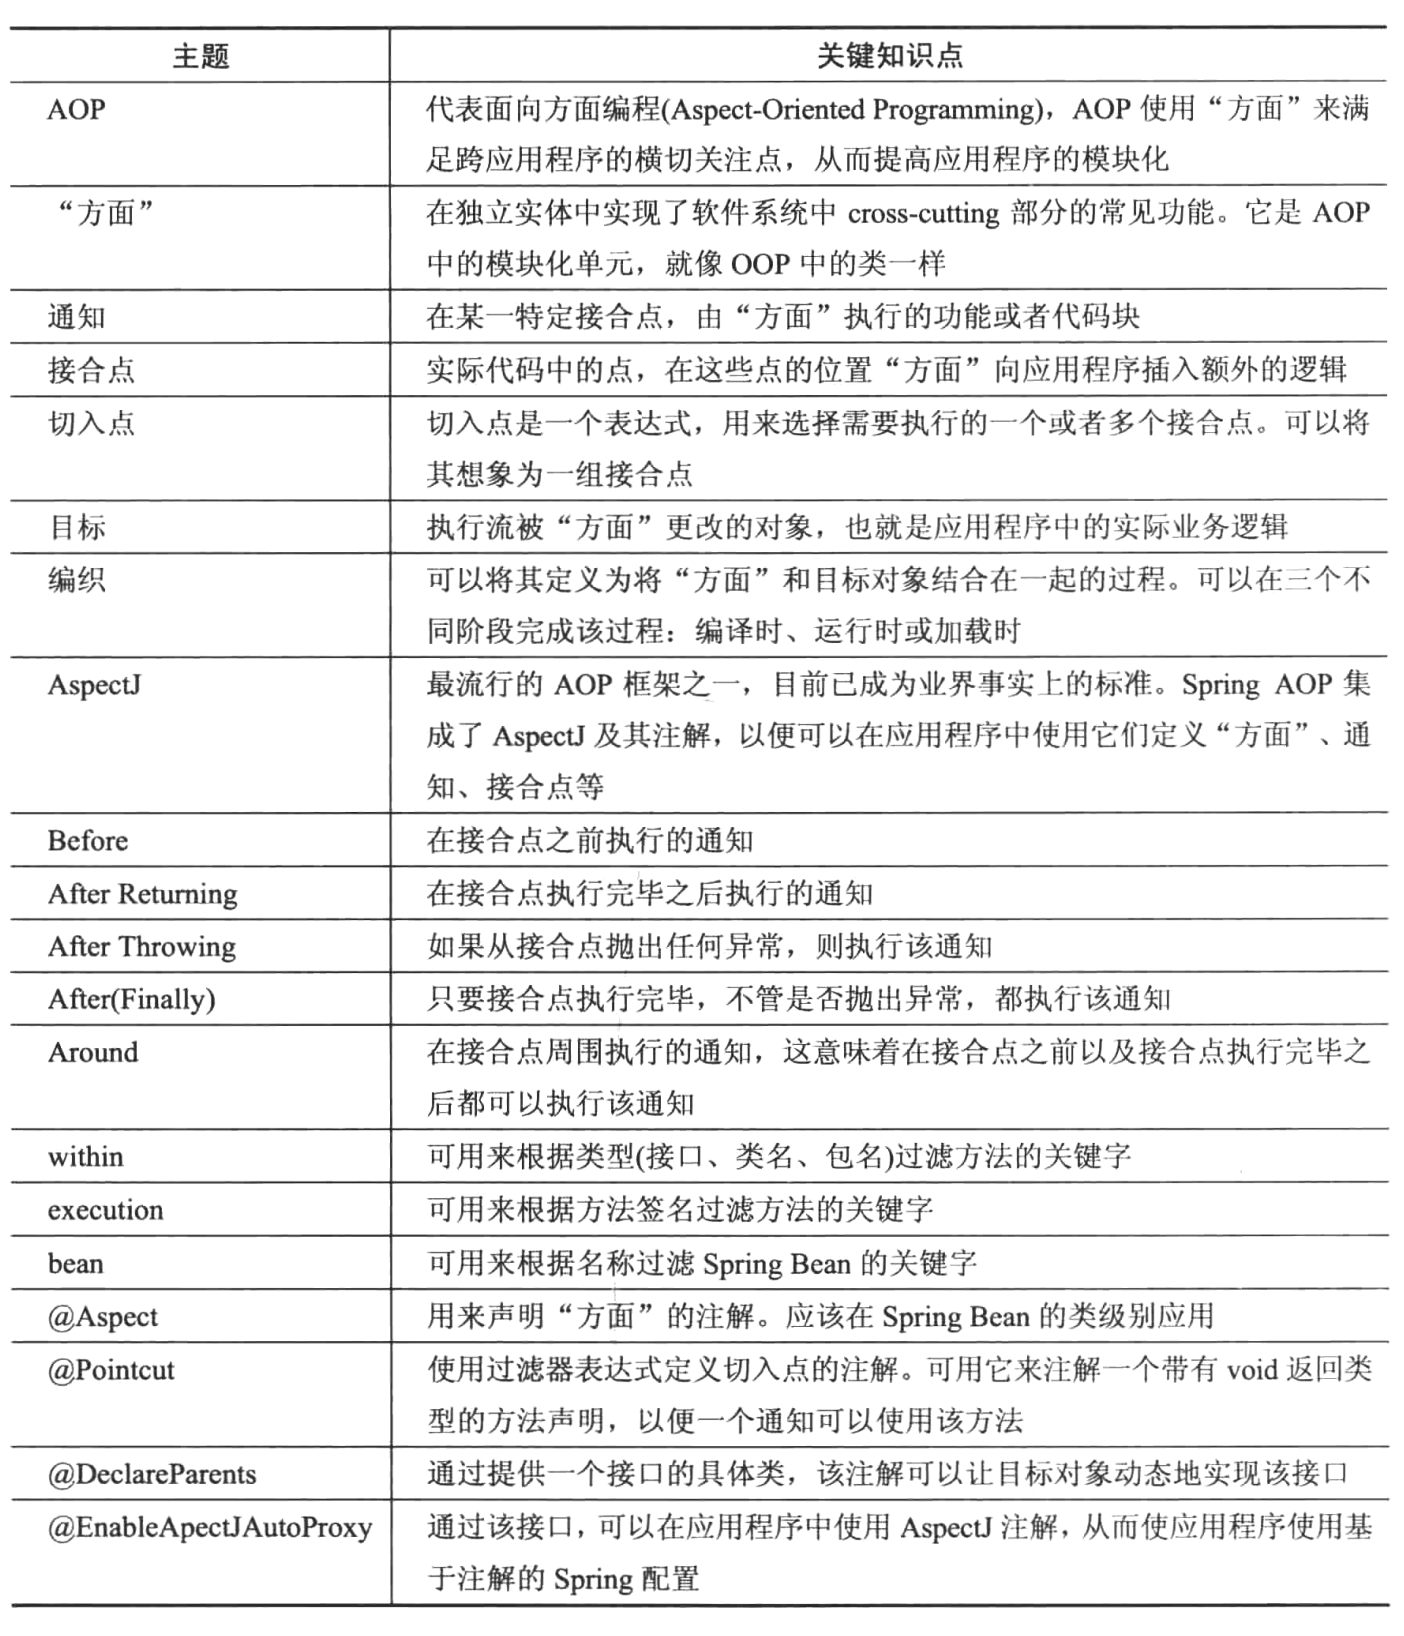 主题 关键知识点
AOP 代表面向方面编程(Aspect-Oriented Programming)，AOP 使用“方面”来满
足跨应用程序的横切关注点，从而提高应用程序的模块化
“方面” 在独立实体中实现了软件系统中 cross-cutting 部分的常见功能。它是 AOP
中的模块化单元，就像 OOP 中的类一样
通知 在某一特定接合点，由“方面”执行的功能或者代码块
接合点 实际代码中的点，在这些点的位置“方面”向应用程序插入额外的逻辑
切入点 切入点是一个表达式，用来选择需要执行的一个或者多个接合点。可以将
其想象为一组接合点
目标 执行流被“方面”更改的对象，也就是应用程序中的实际业务逻辑
编织 可以将其定义为将“方面”和目标对象结合在一起的过程。可以在三个不
同阶段完成该过程：编译时、运行时或加载时
AspectJ 最流行的 AOP 框架之一，目前已成为业界事实上的标准。Spring AOP 集
成了 AspectJ 及其注解，以便可以在应用程序中使用它们定义“方面”、通
知、接合点等
Before 在接合点之前执行的通知
After Returning 在接合点执行完毕之后执行的通知
After Throwing 如果从接合点抛出任何异常，则执行该通知
After(Finally) 只要接合点执行完毕，不管是否抛出异常，都执行该通知
Around 在接合点周围执行的通知，这意味着在接合点之前以及接合点执行完毕之
后都可以执行该通知
within 可用来根据类型(接口、类名、包名)过滤方法的关键字
execution 可用来根据方法签名过滤方法的关键字
bean 可用来根据名称过滤 Spring Bean 的关键字
@Aspect 用来声明“方面”的注解。应该在 Spring Bean 的类级别应用
@Pointcut 使用过滤器表达式定义切入点的注解。可用它来注解一个带有 void 返回类
型的方法声明，以便一个通知可以使用该方法
@DeclareParents 通过提供一个接口的具体类，该注解可以让目标对象动态地实现该接口
@EnableApectJAutoProxy 通过该接口，可以在应用程序中使用 AspectJ 注解，从而使应用程序使用基
于注解的 Spring 配置